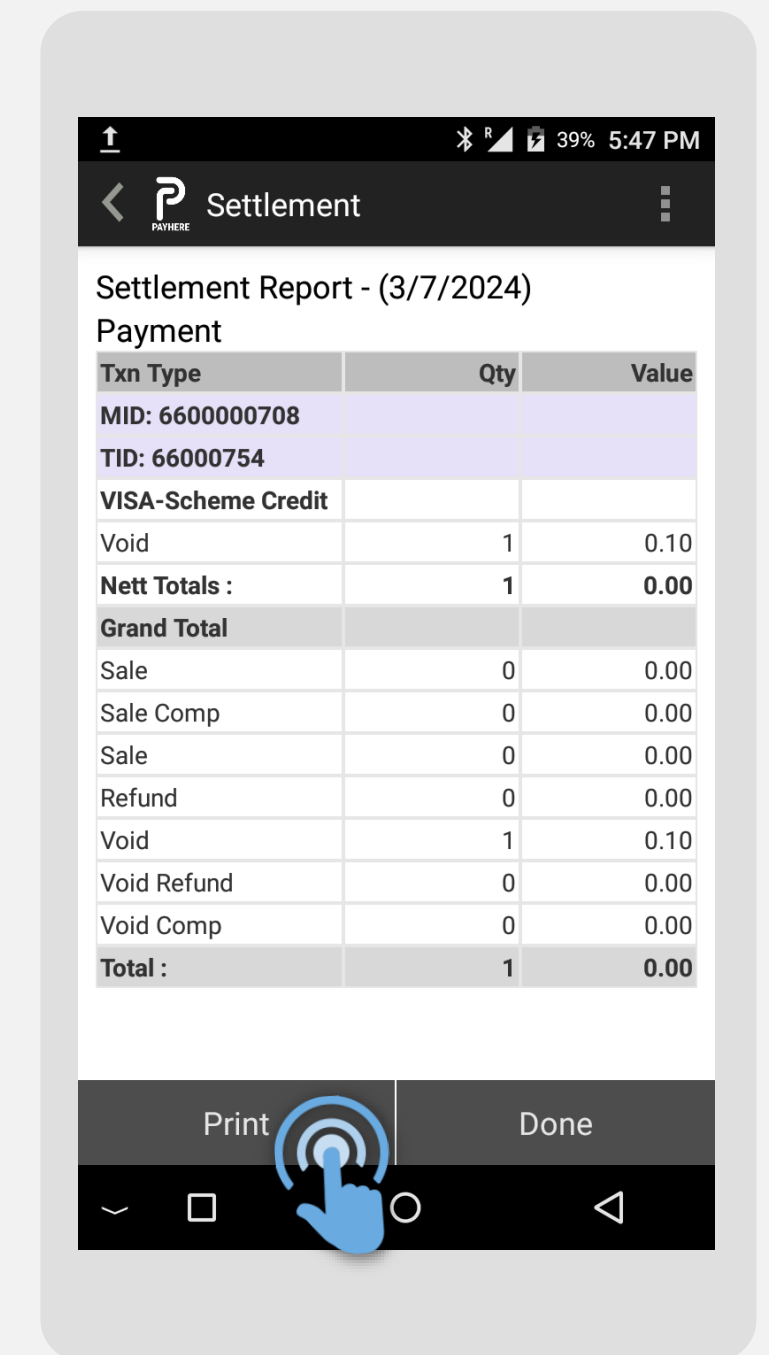 R 39% 5:47 PM
PAYHERE Settlement
Settlement Report - (3/7/2024)
Payment
Txn Type Qty Value
MID: 6600000708
TID: 66000754
VISA-Scheme Credit
Void 1 0.10
Nett Totals : 1 0.00
Grand Total
Sale 0 0.00
Sale Comp 0 0.00
Sale 0 0.00
Refund 0 0.00
Void 1 0.10
Void Refund 0 0.00
Void Comp 0 0.00
Total : 1 0.00
Print Done